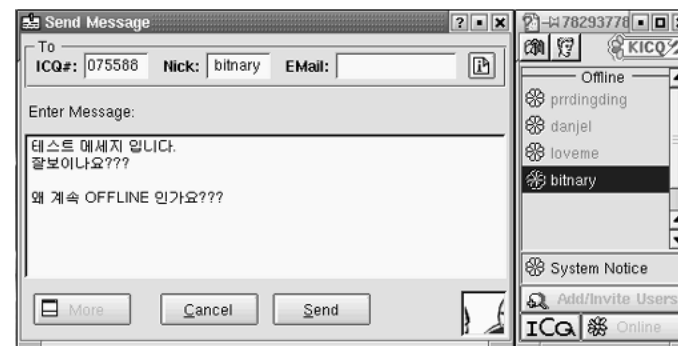 Send Message
To
ICQ#: 075588 Nick: bitnary EMail:
Enter Message:
테스트 메세지 입니다.
잘보이나요???
왜 계속 OFFLINE 인가요???
More Cancel Send
78293778
KICQ
Offline
prrdingding
danjel
loveme
bitnary
System Notice
Add/Invite Users
ICQ Online